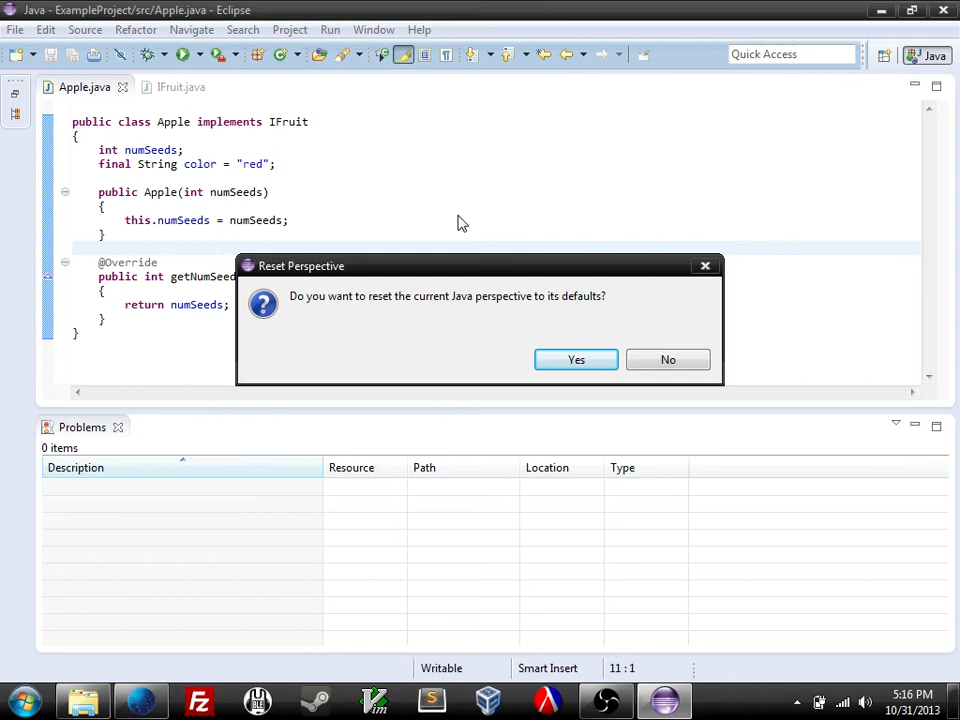 Java - ExampleProject/src/Apple.java - Eclipse
File Edit Source Refactor Navigate Search Project Run Window Help
Quick Access
Java
Apple.java IFruit.java
public class Apple implements IFruit
{
int numSeeds;
final String color = "red";
public Apple(int numSeeds)
{
this.numSeeds = numSeeds;
}
@Override
public int getNumSeed
{
return numSeeds;
}
}
Reset Perspective
Do you want to reset the current Java perspective to its defaults?
Yes No
Problems
0 items
Description Resource Path Location Type
Writable Smart Insert 11 : 1
Fz
U
BLE
Vim
S
5:16 PM
10/31/2013